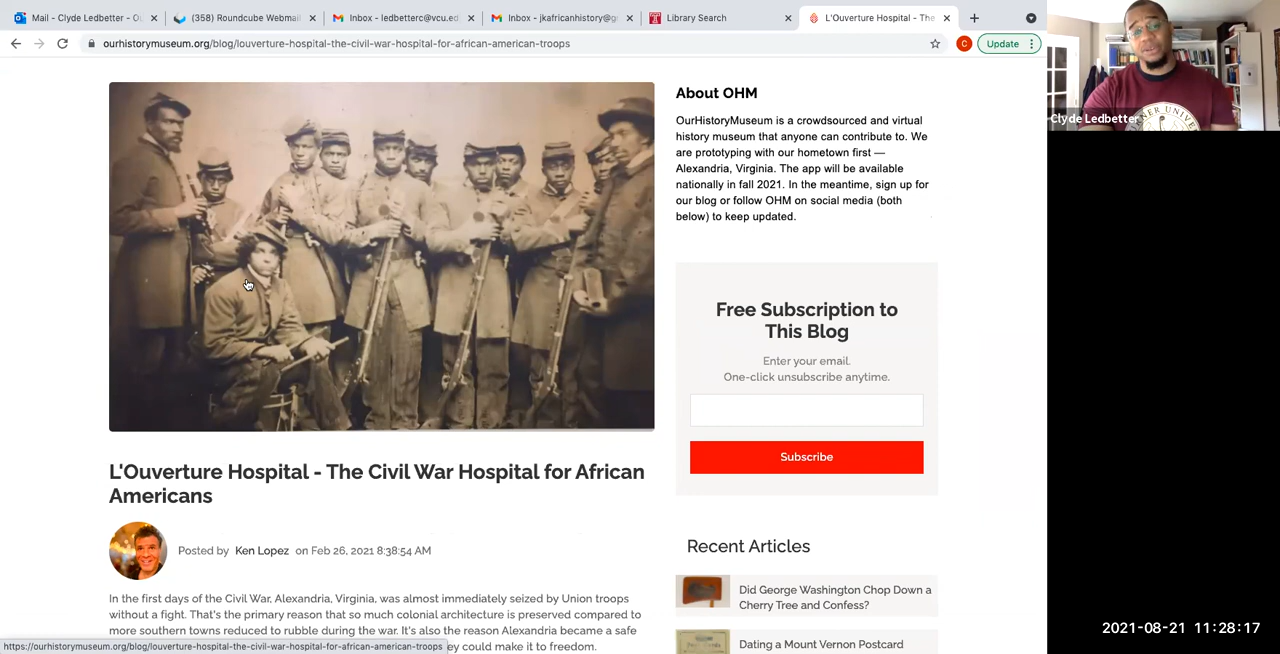 Mail - Clyde Ledbetter - O
(358) Roundcube Webmai
Inbox - ledbetterc@vcu.ed
Inbox - jkafricanhistory@g
Library Search
L'Ouverture Hospital - The
ourhistorymuseum.org/blog/louverture-hospital-the-civil-war-hospital-for-african-american-troops
C
Update
Clyde Ledbetter
About OHM
OurHistoryMuseum is a crowdsourced and virtual
history museum that anyone can contribute to. We
are prototyping with our hometown first —
Alexandria, Virginia. The app will be available
nationally in fall 2021. In the meantime, sign up for
our blog or follow OHM on social media (both
below) to keep updated.
Free Subscription to
This Blog
Enter your email.
One-click unsubscribe anytime.
Subscribe
L'Ouverture Hospital - The Civil War Hospital for African
Americans
Posted by Ken Lopez on Feb 26, 2021 8:38:54 AM
In the first days of the Civil War, Alexandria, Virginia, was almost immediately seized by Union troops
without a fight. That's the primary reason that so much colonial architecture is preserved compared to
more southern towns reduced to rubble during the war. It's also the reason Alexandria became a safe
ey could make it to freedom.
Recent Articles
Did George Washington Chop Down a
Cherry Tree and Confess?
Dating a Mount Vernon Postcard
https://ourhistorymuseum.org/blog/louverture-hospital-the-civil-war-hospital-for-african-american-troops
2021-08-21 11:28:17